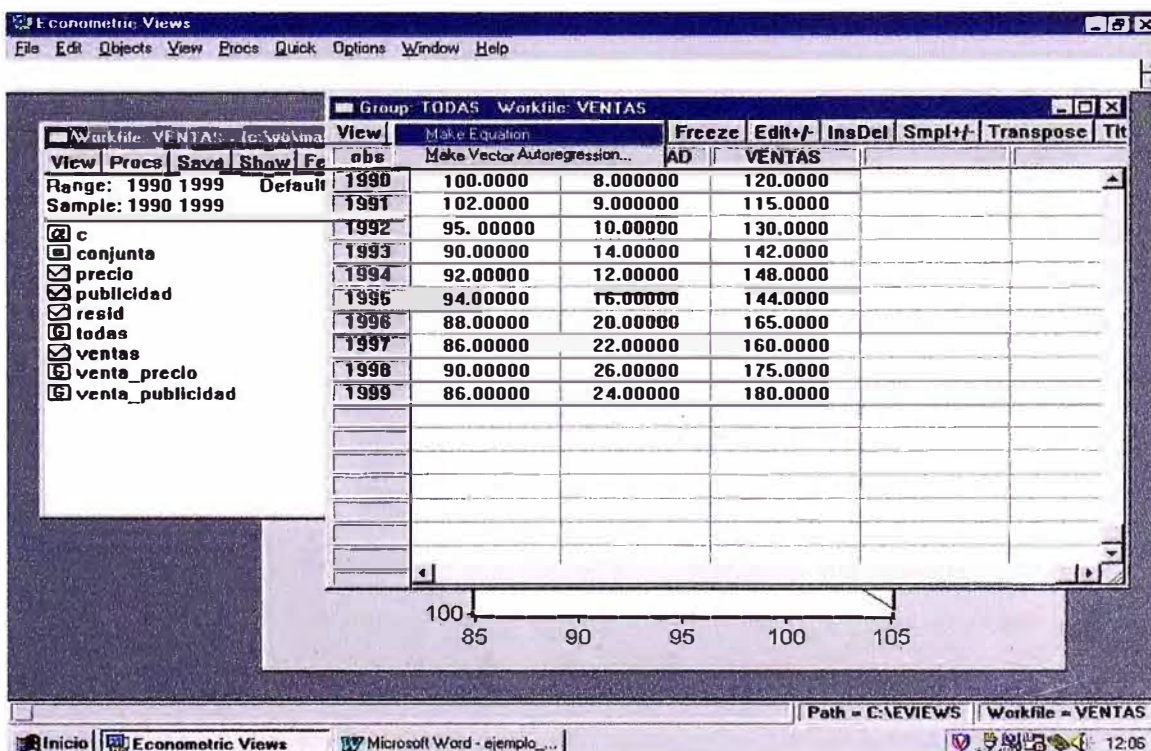 Econometric Views
File Edit Objects View Procs Quick Options Window Help
Group: TODAS Workfile: VENTAS
View Make Equation Freeze Edit+/- InsDel Smpl+/- Transpose Tit
obs Make Vector Autoregression... AD VENTAS
1990 100.0000 8.000000 120.0000
1991 102.0000 9.000000 115.0000
1992 95.00000 10.00000 130.0000
1993 90.00000 14.00000 142.0000
1994 92.00000 12.00000 148.0000
1995 94.00000 16.00000 144.0000
1996 88.00000 20.00000 165.0000
1997 86.00000 22.00000 160.0000
1998 90.00000 26.00000 175.0000
1999 86.00000 24.00000 180.0000
Workfile: VENTAS
View Procs Save Show Fe
Range: 1990 1999 Default
Sample: 1990 1999
c
conjunta
precio
publicidad
resid
todas
ventas
venta_precio
venta_publicidad
100
85 90 95 100 105
Path = C:\EVIEWS Workfile = VENTAS
Inicio Econometric Views Microsoft Word - ejemplo_... 12:06